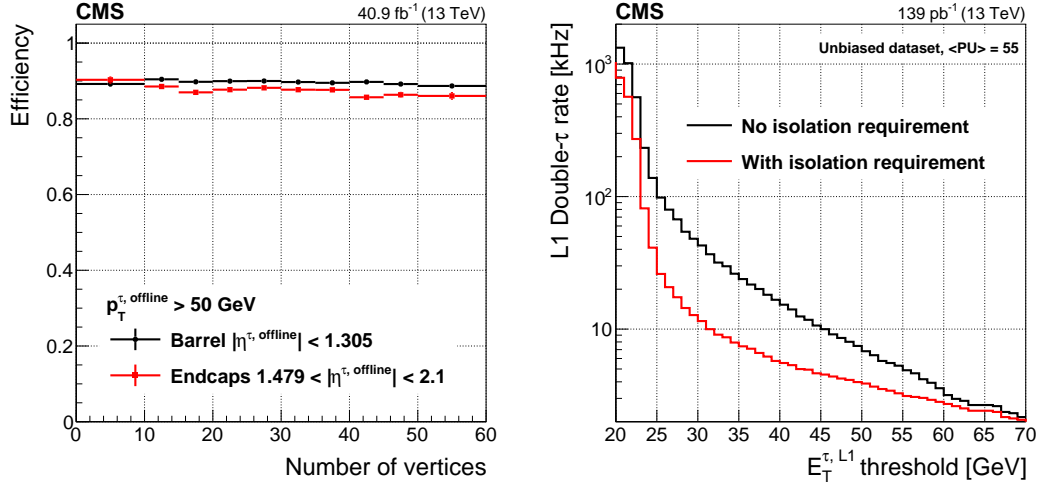 CMS
40.9 fb⁻¹ (13 TeV)
Efficiency
1
0.8
0.6
0.4
0.2
0
p_T^{τ, offline} > 50 GeV
Barrel |η^{τ, offline}| < 1.305
Endcaps 1.479 < |η^{τ, offline}| < 2.1
0 10 20 30 40 50 60
Number of vertices
CMS
139 pb⁻¹ (13 TeV)
L1 Double-τ rate [kHz]
Unbiased dataset, <PU> = 55
10³
10²
10
No isolation requirement
With isolation requirement
20 25 30 35 40 45 50 55 60 65 70
E_T^{τ, L1} threshold [GeV]